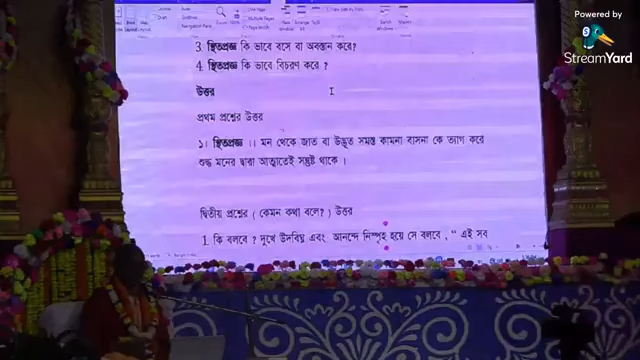 Powered by
StreamYard
3 স্থিতপ্রজ্ঞ কি ভাবে বসে বা অবস্থান করে?
4. স্থিতপ্রজ্ঞ কি ভাবে বিচরণ করে ?
উত্তর
প্রথম প্রশ্নের উত্তর
১। স্থিতপ্রজ্ঞ ।। মন থেকে জাত বা উদ্ভূত সমস্ত কামনা বাসনা কে ত্যাগ করে
শুদ্ধ মনের দ্বারা আত্মাতেই সন্তুষ্ট থাকে ।
দ্বিতীয় প্রশ্নের ( কেমন কথা বলে? ) উত্তর
1. কি বলবে ? দুখে উদবিগ্ন এবং আনন্দে নিস্পৃহ হয়ে সে বলবে , “ এই সব